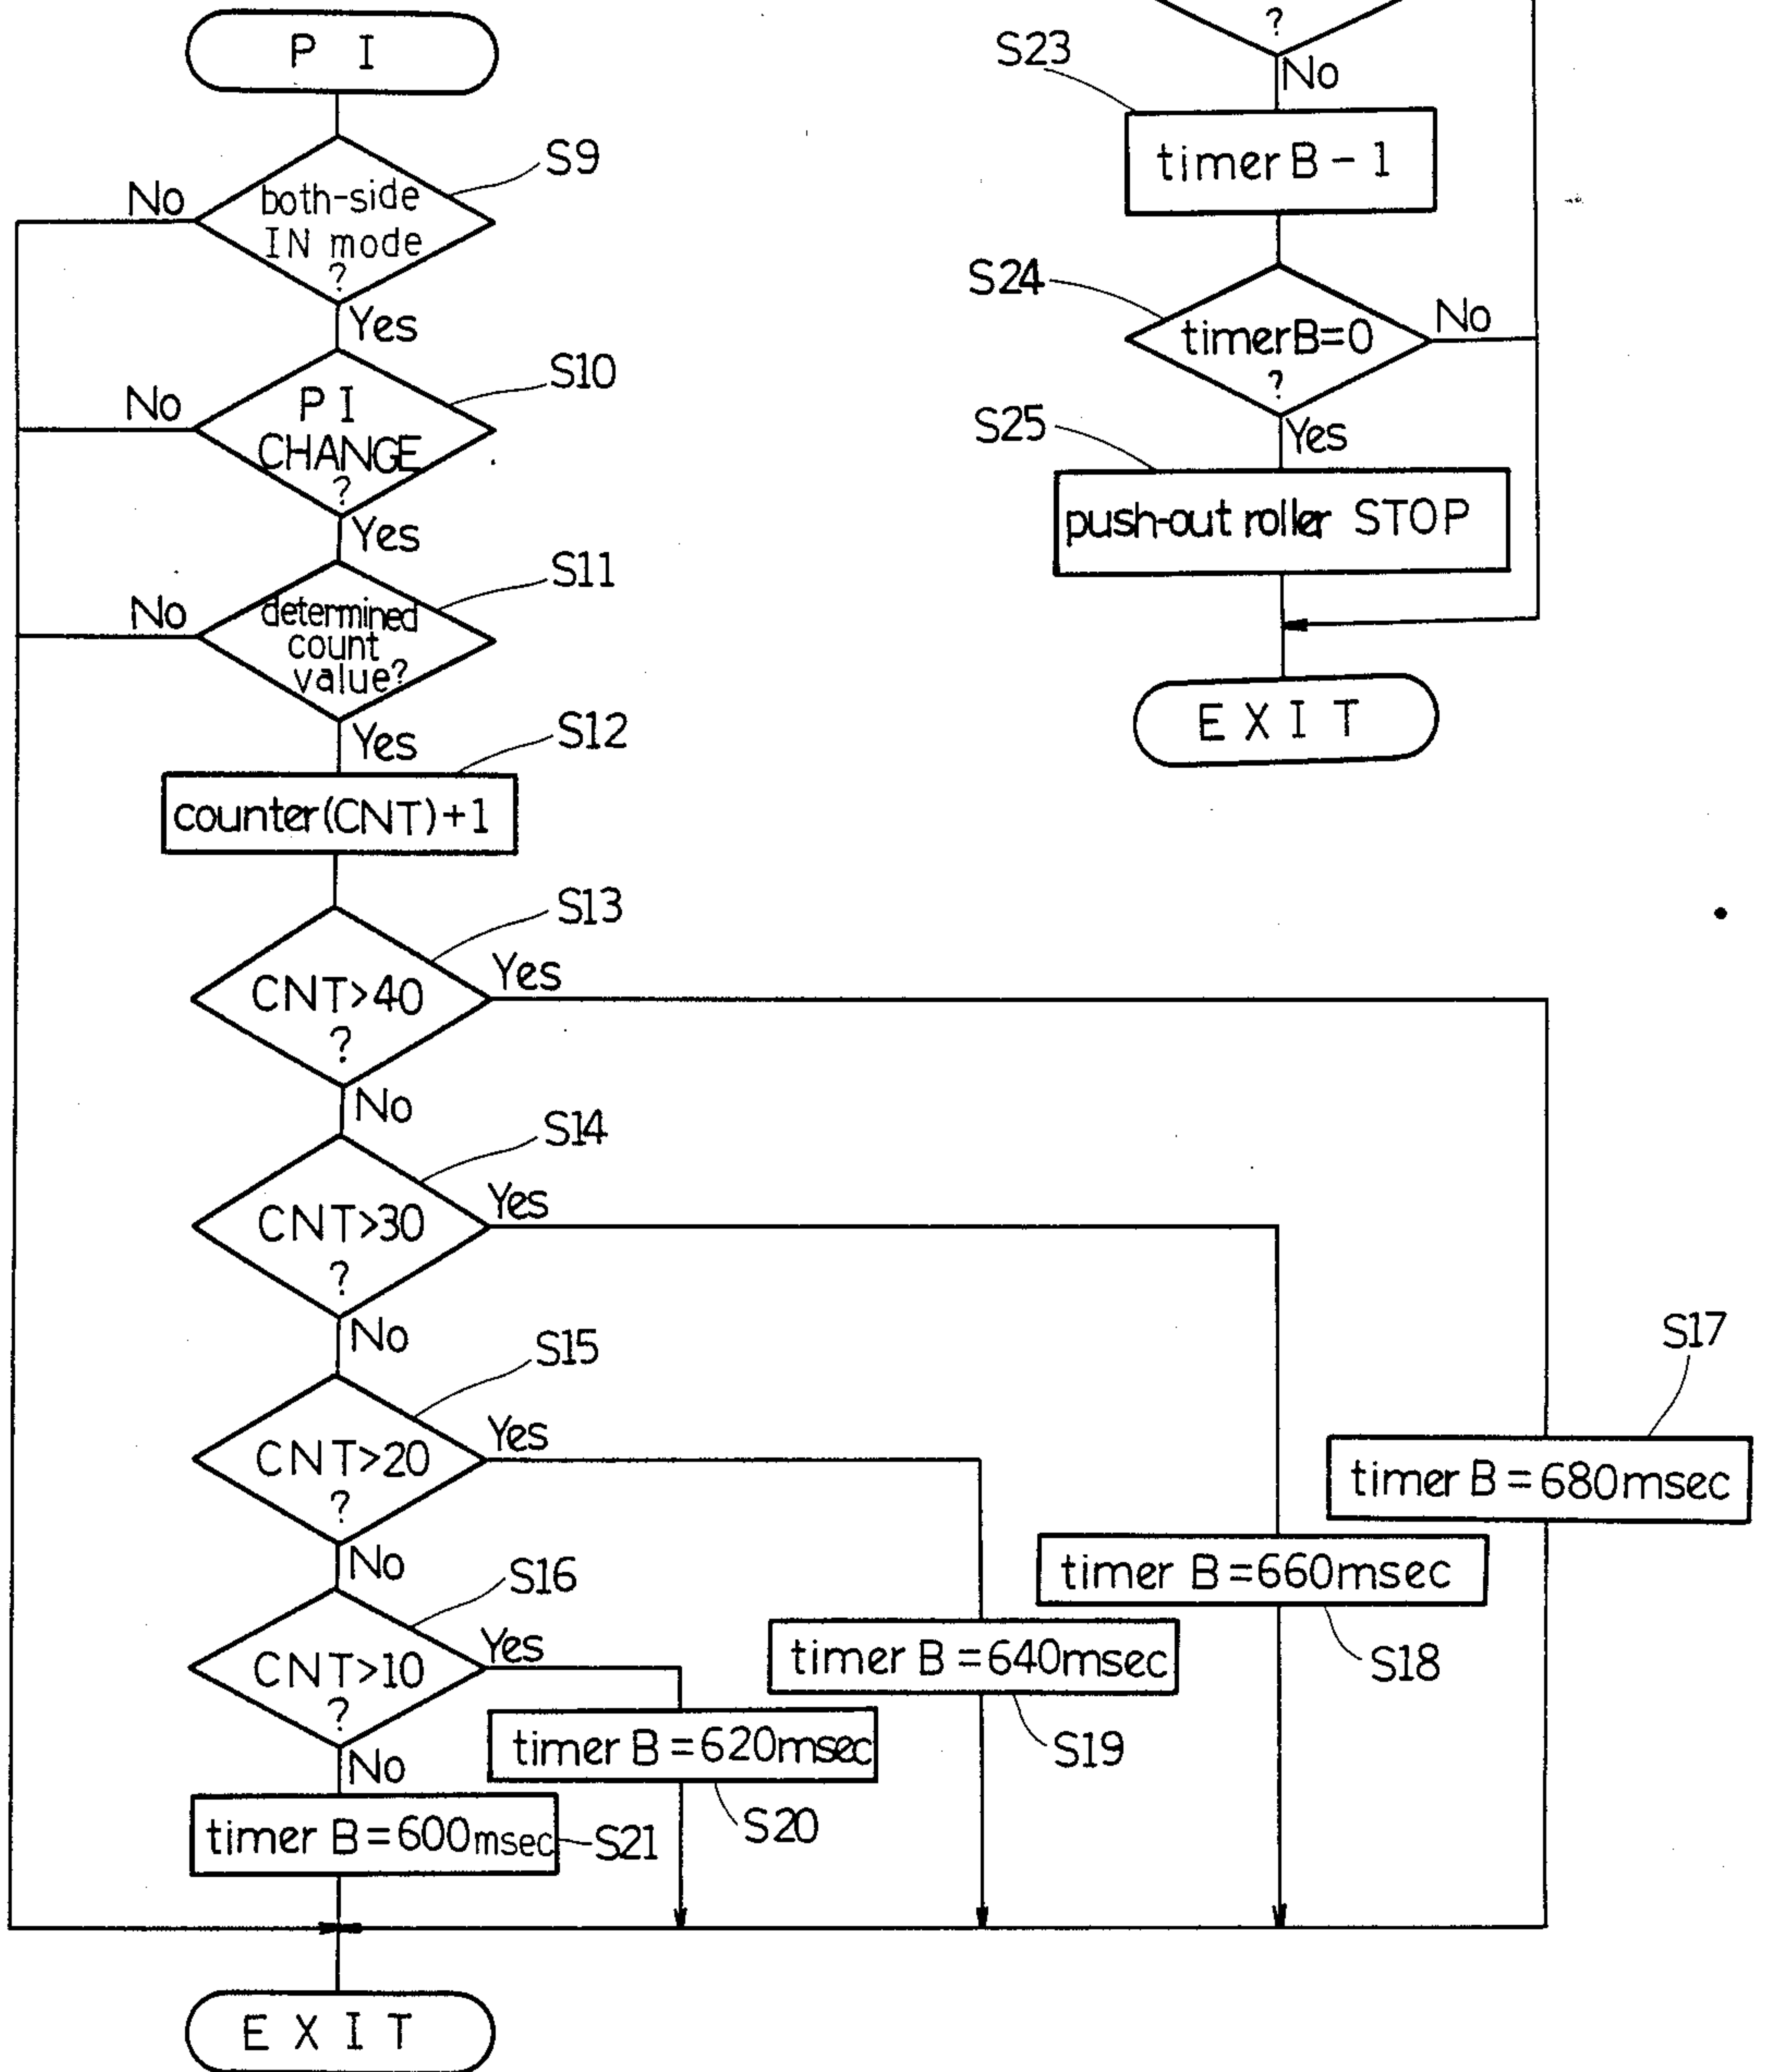 P I
S9
No
both-side
IN mode
?
Yes
S10
No
P I
CHANGE
?
Yes
S11
No
determined
count
value?
Yes
S12
counter(CNT)+1
S13
CNT>40
?
Yes
No
S14
CNT>30
?
Yes
No
S15
CNT>20
?
Yes
No
S16
CNT>10
?
Yes
No
S17
timer B = 680msec
timer B = 660msec
S18
timer B = 640msec
S19
timer B = 620msec
S20
timer B = 600msec
S21
E X I T
?
No
S23
timer B - 1
S24
timer B=0
?
No
Yes
S25
push-out roller STOP
E X I T